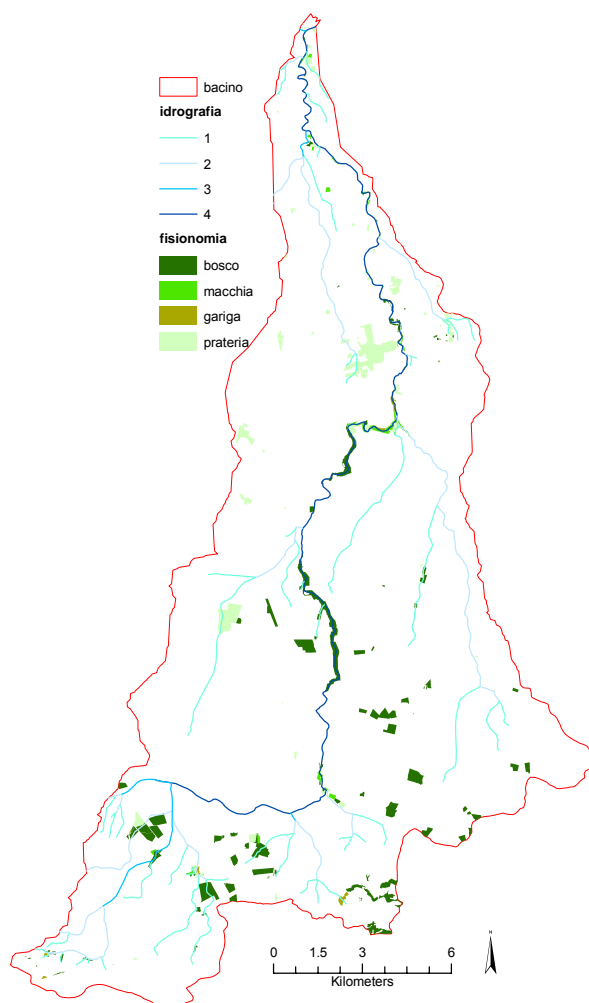 bacino
idrografia
1
2
3
4
fisionomia
bosco
macchia
gariga
prateria
0 1.5 3 6
Kilometers
N